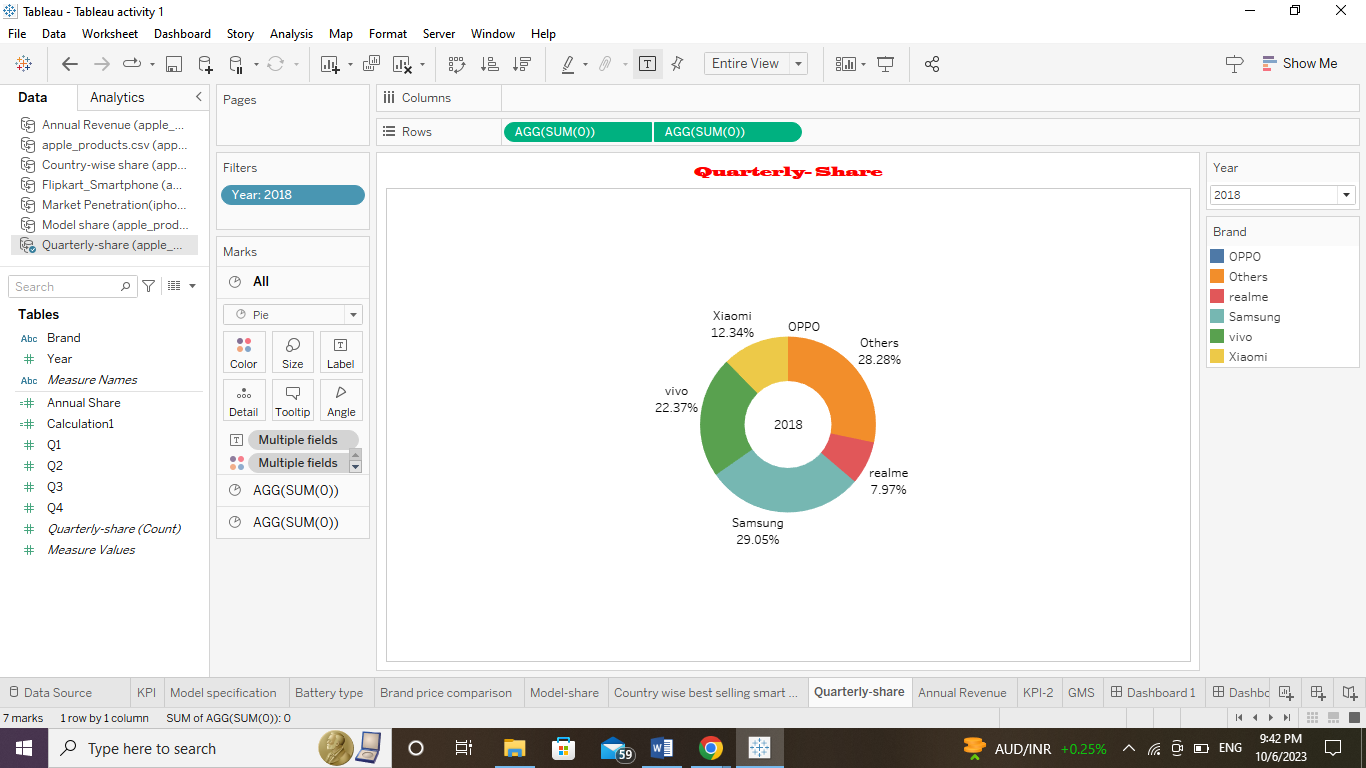 Tableau - Tableau activity 1
File Data Worksheet Dashboard Story Analysis Map Format Server Window Help
Entire View
Show Me
Data Analytics
Annual Revenue (apple_...
apple_products.csv (app...
Country-wise share (app...
Flipkart_Smartphone (a...
Market Penetration(ipho...
Model share (apple_prod...
Quarterly-share (apple_...
Search
Tables
Abc Brand
Year
Abc Measure Names
Annual Share
Calculation1
Q1
Q2
Q3
Q4
Quarterly-share (Count)
Measure Values
Pages
Filters
Year: 2018
Marks
All
Pie
Color Size Label
Detail Tooltip Angle
Multiple fields
Multiple fields
AGG(SUM(0))
AGG(SUM(0))
Columns
Rows AGG(SUM(0)) AGG(SUM(0))
Quarterly-Share
Xiaomi
12.34%
OPPO
Others
28.28%
vivo
22.37%
2018
realme
7.97%
Samsung
29.05%
Year
2018
Brand
OPPO
Others
realme
Samsung
vivo
Xiaomi
Data Source KPI Model specification Battery type Brand price comparison Model-share Country wise best selling smart ... Quarterly-share Annual Revenue KPI-2 GMS Dashboard 1 Dashbc
7 marks 1 row by 1 column SUM of AGG(SUM(0)): 0
Type here to search
59
AUD/INR +0.25%
ENG
9:42 PM
10/6/2023